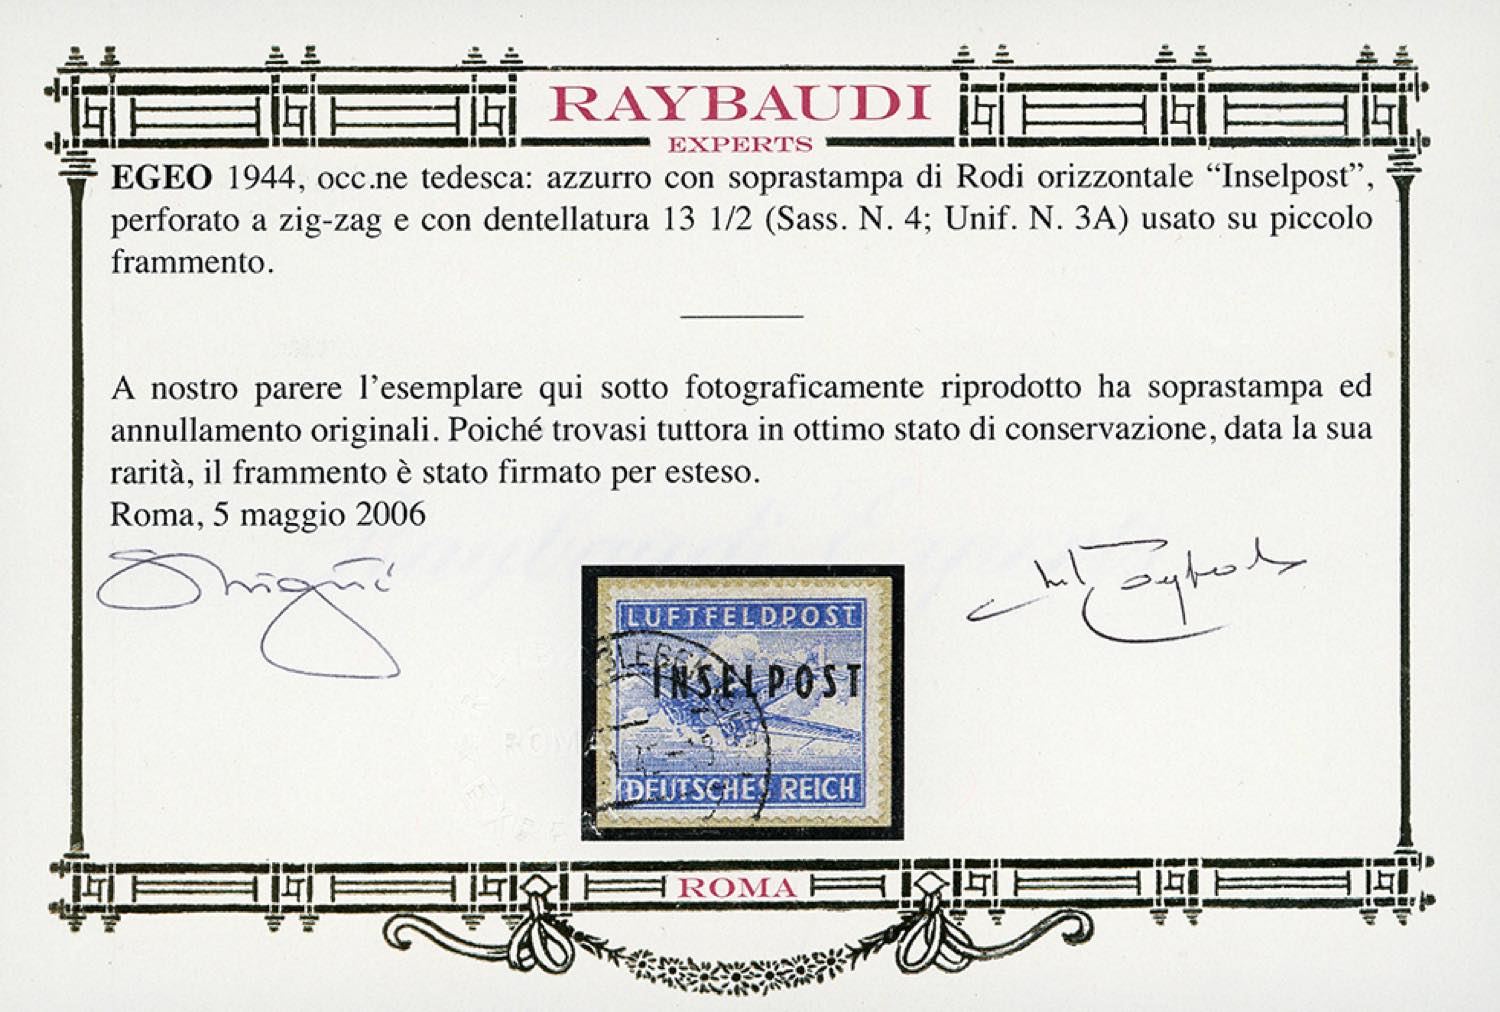 RAYBAUDI
EXPERTS
EGEO 1944, occ.ne tedesca: azzurro con soprastampa di Rodi orizzontale “Inselpost”,
perforato a zig-zag e con dentellatura 13 1/2 (Sass. N. 4; Unif. N. 3A) usato su piccolo
frammento.
A nostro parere l’esemplare qui sotto fotograficamente riprodotto ha soprastampa ed
annullamento originali. Poiché trovasi tuttora in ottimo stato di conservazione, data la sua
rarità, il frammento è stato firmato per esteso.
Roma, 5 maggio 2006
LUFTFELDPOST
INSELPOST
DEUTSCHES REICH
ROMA